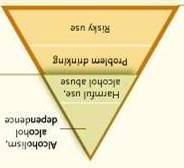 Alcoholism,
alcohol
dependence
Harmful use,
alcohol abuse
Problem drinking
Risky use